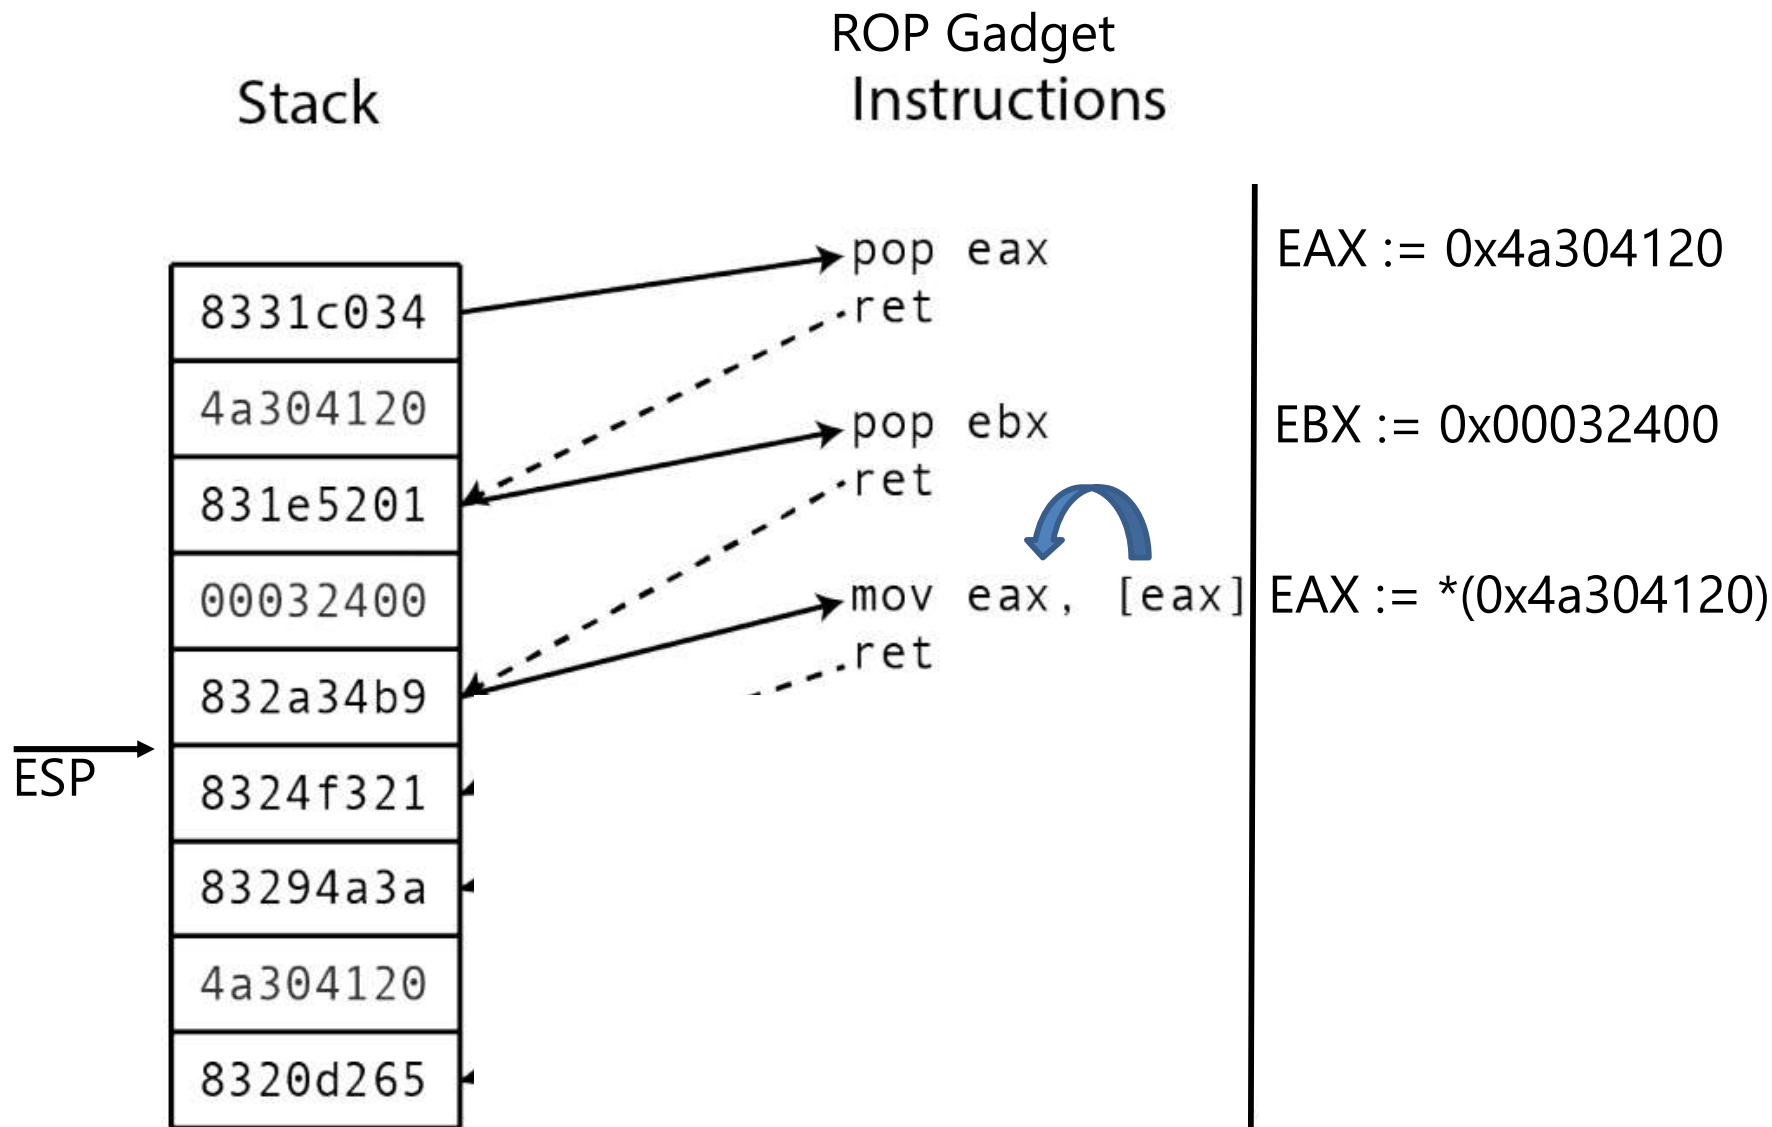 ROP Gadget
Stack
Instructions
8331c034
4a304120
831e5201
00032400
832a34b9
8324f321
83294a3a
4a304120
8320d265
ESP
pop eax
ret
pop ebx
ret
mov eax, [eax]
ret
EAX := 0x4a304120
EBX := 0x00032400
EAX := *(0x4a304120)